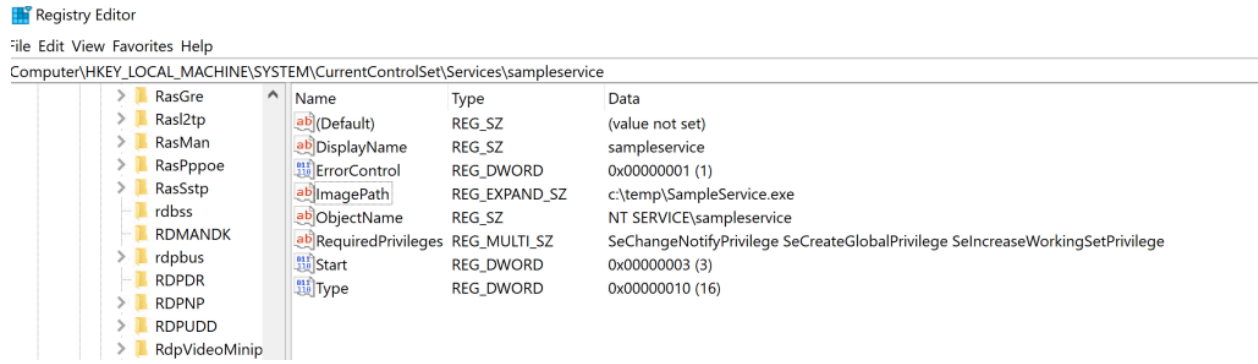 Registry Editor
File Edit View Favorites Help
Computer\HKEY_LOCAL_MACHINE\SYSTEM\CurrentControlSet\Services\sampleservice
RasGre
Rasl2tp
RasMan
RasPppoe
RasSstp
rdbss
RDMANDK
rdpbus
RDPDR
RDPNP
RDPUDD
RdpVideoMinip
Name Type Data
(Default) REG_SZ (value not set)
DisplayName REG_SZ sampleservice
ErrorControl REG_DWORD 0x00000001 (1)
ImagePath REG_EXPAND_SZ c:\temp\SampleService.exe
ObjectName REG_SZ NT SERVICE\sampleservice
RequiredPrivileges REG_MULTI_SZ SeChangeNotifyPrivilege SeCreateGlobalPrivilege SeIncreaseWorkingSetPrivilege
Start REG_DWORD 0x00000003 (3)
Type REG_DWORD 0x00000010 (16)